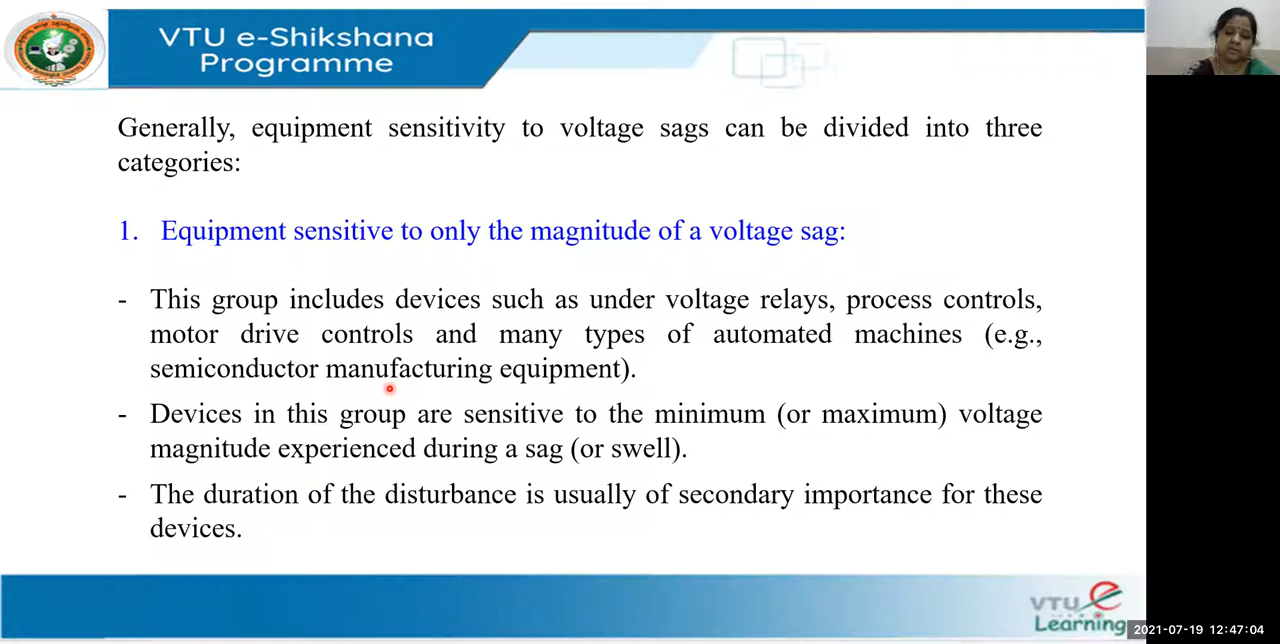 VTU e-Shikshana
Programme
Generally, equipment sensitivity to voltage sags can be divided into three
categories:
1. Equipment sensitive to only the magnitude of a voltage sag:
- This group includes devices such as under voltage relays, process controls,
motor drive controls and many types of automated machines (e.g.,
semiconductor manufacturing equipment).
- Devices in this group are sensitive to the minimum (or maximum) voltage
magnitude experienced during a sag (or swell).
- The duration of the disturbance is usually of secondary importance for these
devices.
VTU e
Learning
2021-07-19 12:47:04